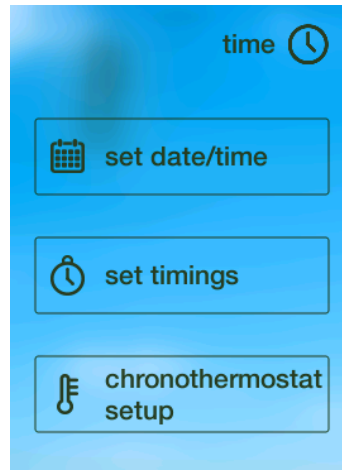 time
set date/time
set timings
chronothermostat
setup